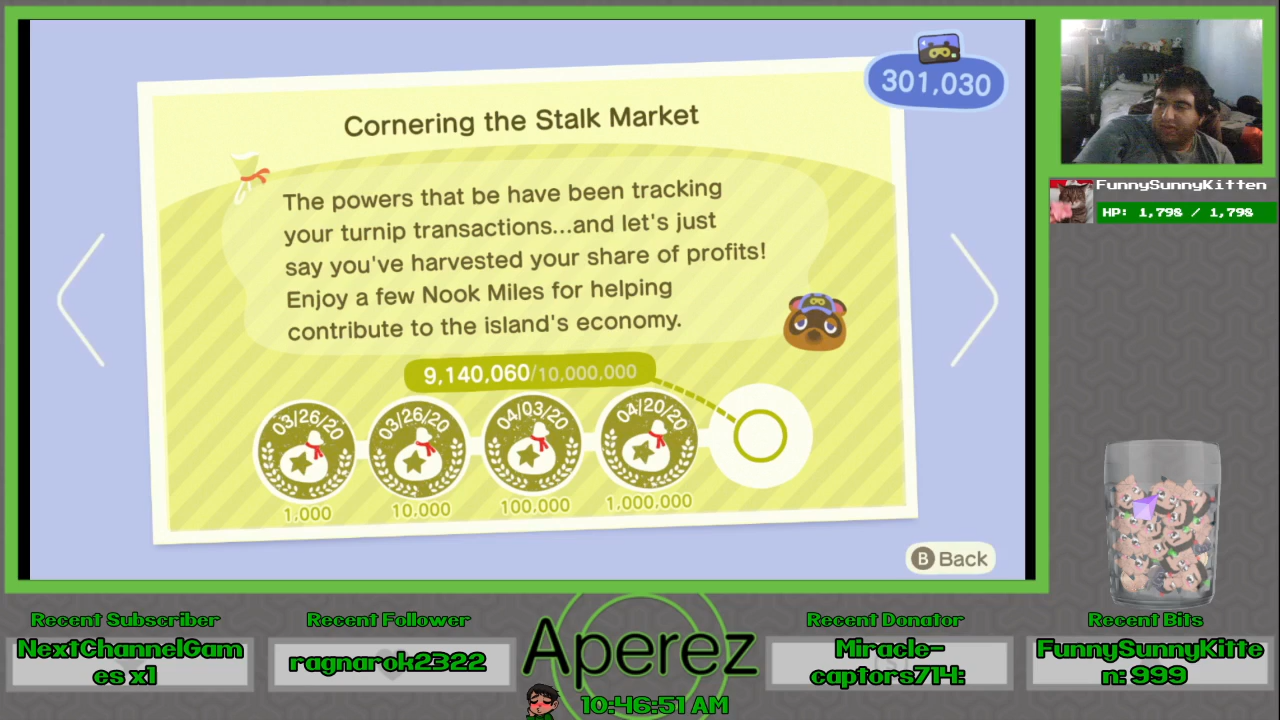 301,030
Cornering the Stalk Market
The powers that be have been tracking
your turnip transactions...and let's just
say you've harvested your share of profits!
Enjoy a few Nook Miles for helping
contribute to the island's economy.
9,140,060/10,000,000
03/26/20
03/26/20
04/03/20
04/20/20
1,000
10,000
100,000
1,000,000
B Back
FunnySunnyKitten
HP: 1,798 / 1,798
Recent Subscriber
NextChannelGam
es x1
Recent Follower
ragnarok2322
Aperez
10:46:51 AM
Recent Donator
Miracle-
captors714:
Recent Bits
FunnySunnyKitte
n: 999